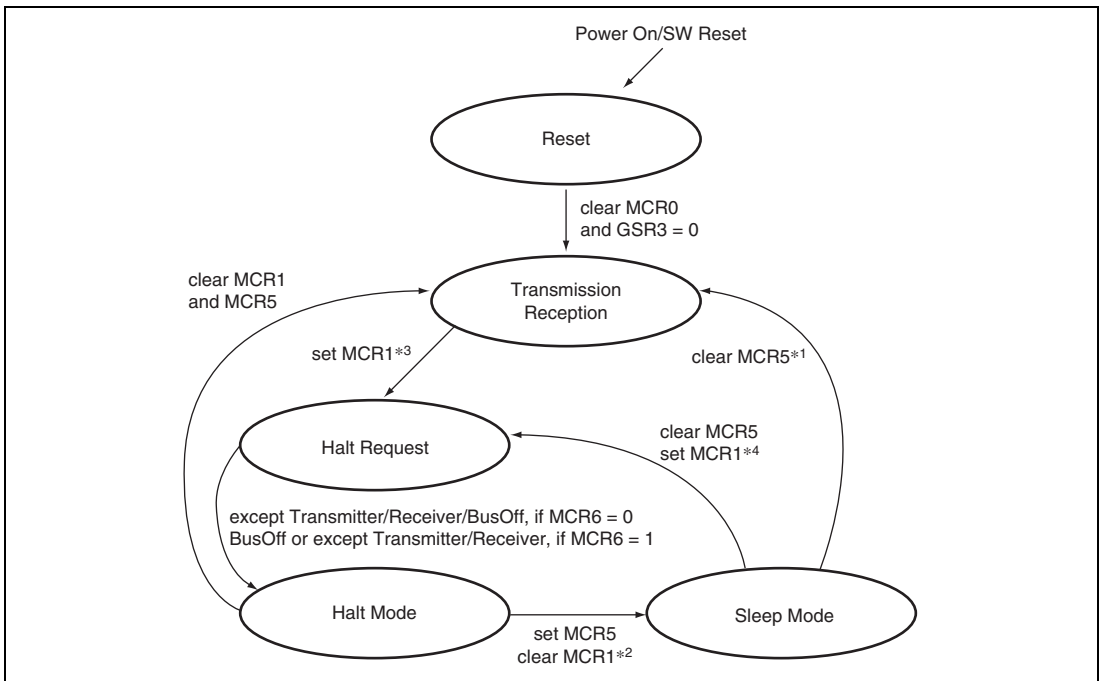 Power On/SW Reset
Reset
clear MCR0
and GSR3 = 0
clear MCR1
and MCR5
Transmission
Reception
set MCR1*3
clear MCR5*1
Halt Request
clear MCR5
set MCR1*4
except Transmitter/Receiver/BusOff, if MCR6 = 0
BusOff or except Transmitter/Receiver, if MCR6 = 1
Halt Mode
Sleep Mode
set MCR5
clear MCR1*2